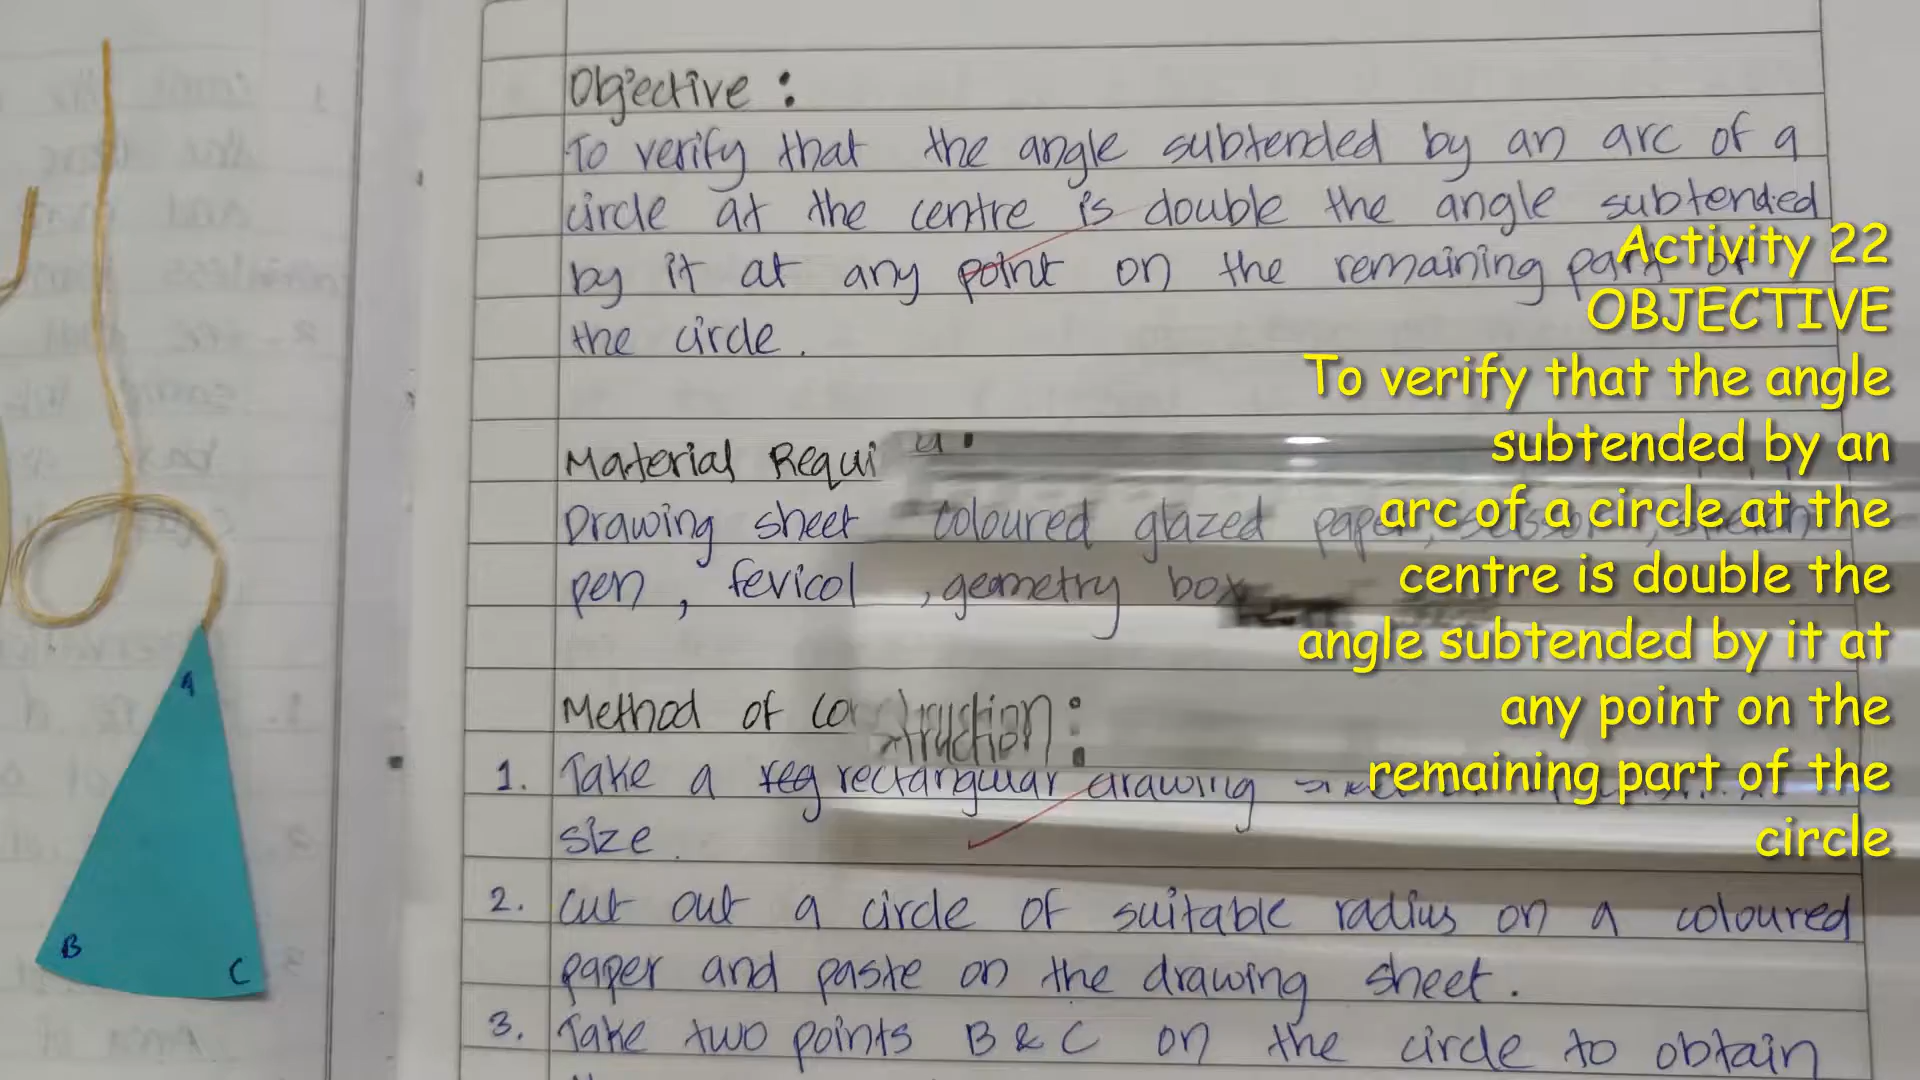 Objective :
To verify that the angle subtended by an arc of a
circle at the centre is double the angle subtended
by it at any point on the remaining part of
the circle.
Material Requi
Drawing sheet coloured glazed paper,
pen, fevicol , geometry box
Method of Construction :
1. Take a reg rectangular drawing
size.
2. Cut out a circle of suitable radius on a coloured
paper and paste on the drawing sheet.
3. Take two points B & C on the circle to obtain
A
B
C
Activity 22
OBJECTIVE
To verify that the angle
subtended by an
arc of a circle at the
centre is double the
angle subtended by it at
any point on the
remaining part of the
circle